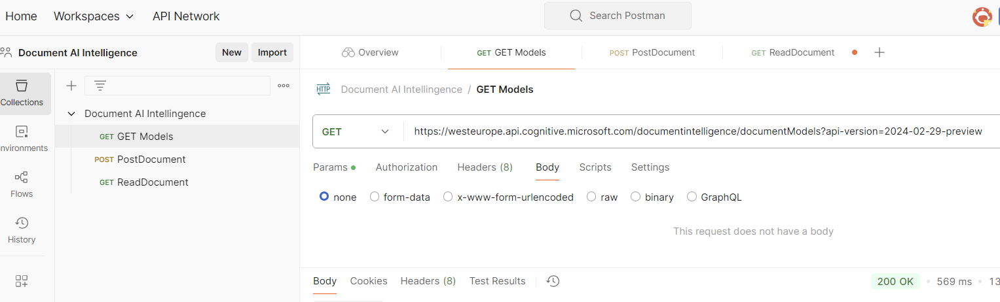 Home Workspaces API Network Search Postman
Document AI Intelligence New Import
Overview GET GET Models POST PostDocument GET ReadDocument
Collections
Document AI Intellingence / GET Models
Document AI Intellingence
GET https://westeurope.api.cognitive.microsoft.com/documentintelligence/documentModels?api-version=2024-02-29-preview
GET GET Models
nvironments
POST PostDocument
Params Authorization Headers (8) Body Scripts Settings
GET ReadDocument
Flows
none form-data x-www-form-urlencoded raw binary GraphQL
History
This request does not have a body
Body Cookies Headers (8) Test Results 200 OK 569 ms 13